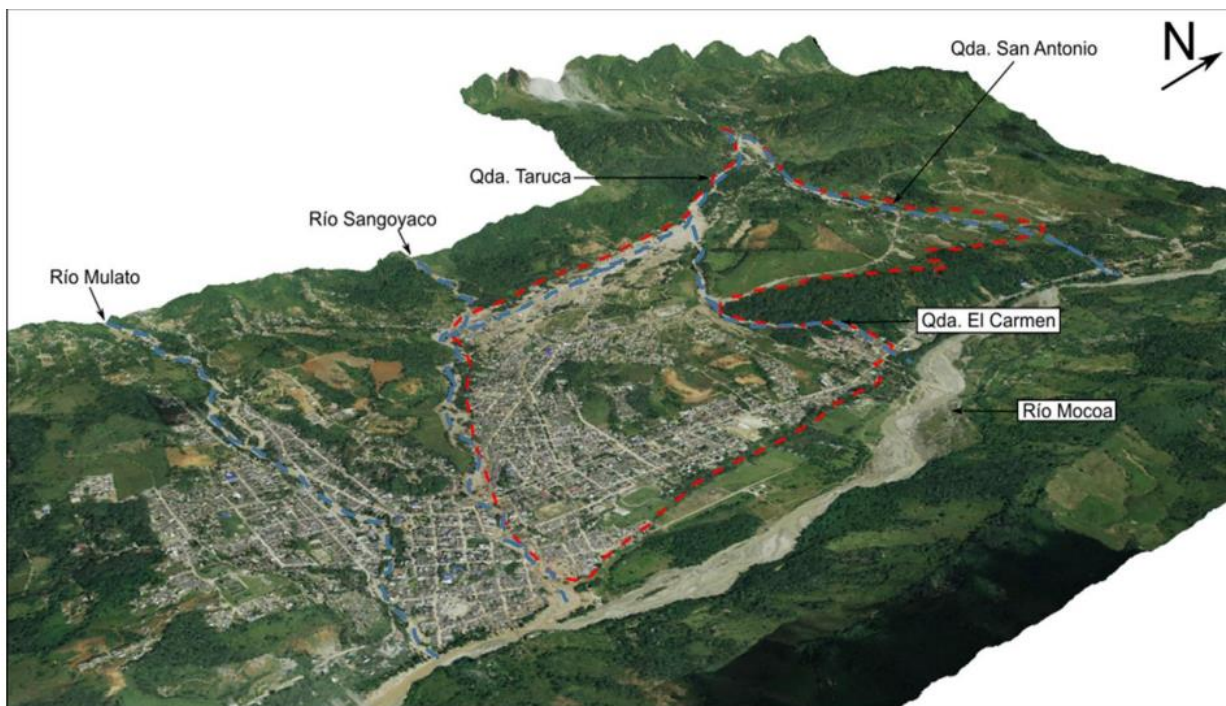 N
Qda. San Antonio
Qda. Taruca
Río Sangoyaco
Río Mulato
Qda. El Carmen
Río Mocoa